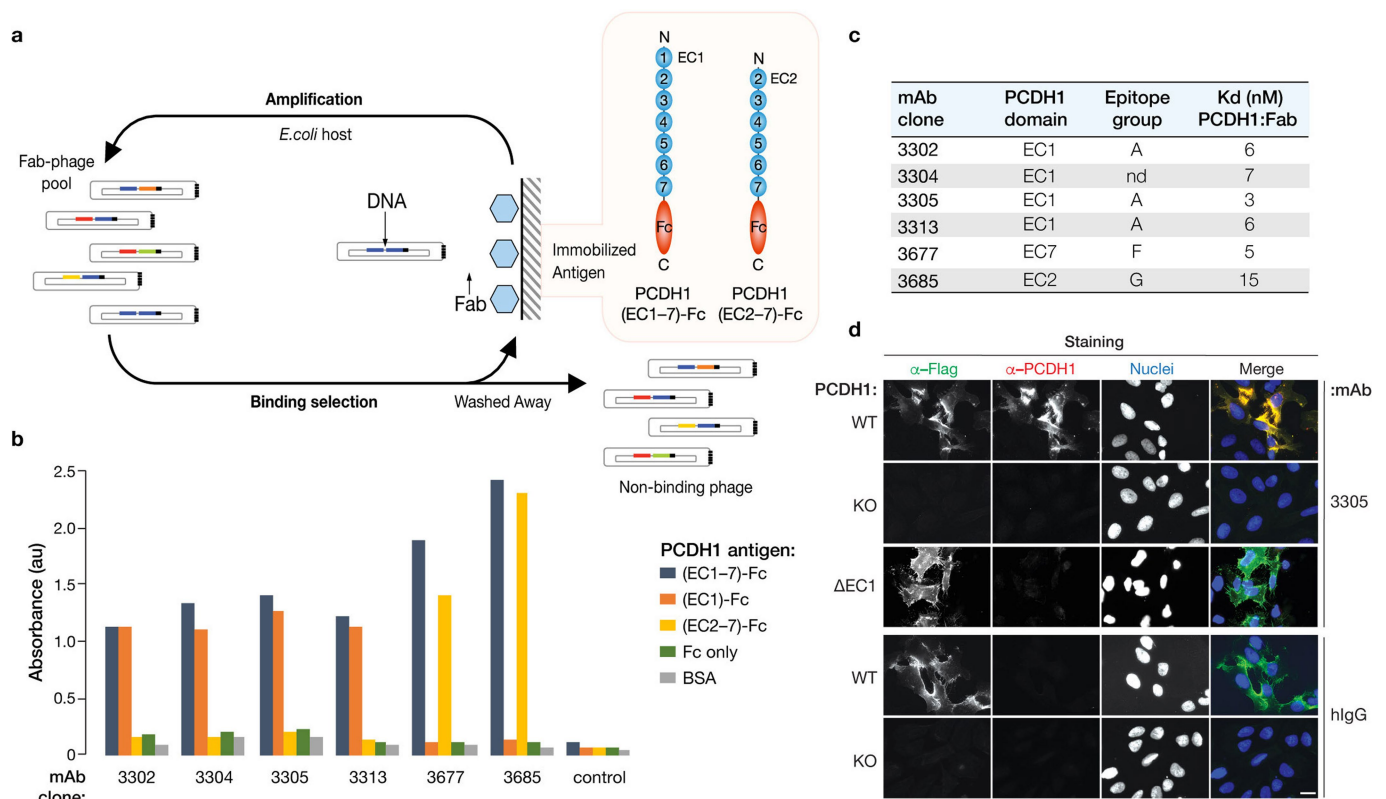 a
Amplification
E.coli host
Fab-phage
pool
DNA
Fab
Immobilized
Antigen
N
1 EC1
2
3
4
5
6
7
Fc
C
PCDH1
(EC1–7)-Fc
N
2 EC2
3
4
5
6
7
Fc
C
PCDH1
(EC2–7)-Fc
Binding selection
Washed Away
Non-binding phage
b
Absorbance (au)
2.5
2.0
1.5
1.0
0.5
0
mAb
clone:
3302 3304 3305 3313 3677 3685 control
PCDH1 antigen:
(EC1–7)-Fc
(EC1)-Fc
(EC2–7)-Fc
Fc only
BSA
c
mAb PCDH1 Epitope Kd (nM)
clone domain group PCDH1:Fab
3302 EC1 A 6
3304 EC1 nd 7
3305 EC1 A 3
3313 EC1 A 6
3677 EC7 F 5
3685 EC2 G 15
d
Staining
α–Flag α–PCDH1 Nuclei Merge
PCDH1: :mAb
WT
KO 3305
ΔEC1
WT
hIgG
KO